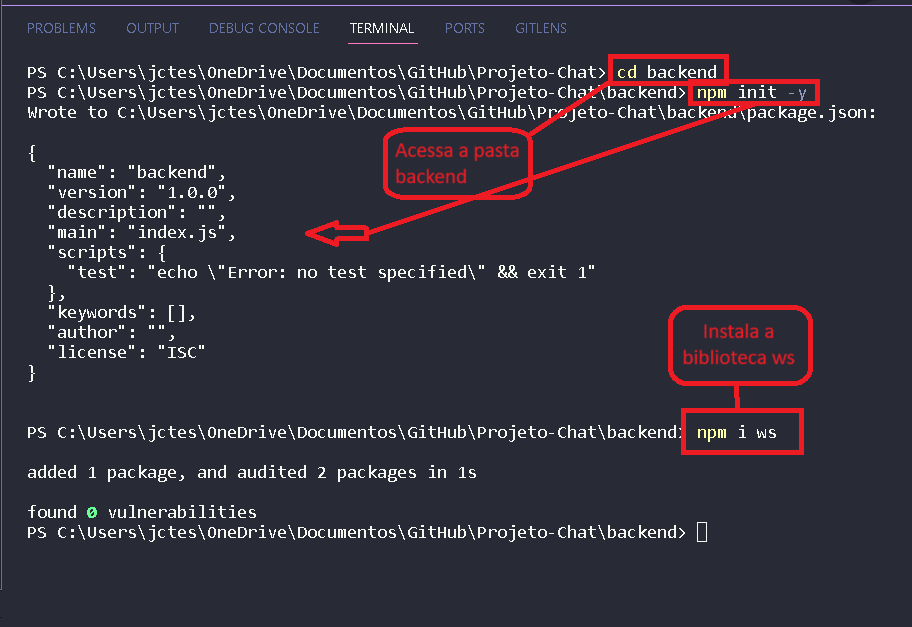 PROBLEMS OUTPUT DEBUG CONSOLE TERMINAL PORTS GITLENS
PS C:\Users\jctes\OneDrive\Documentos\GitHub\Projeto-Chat> cd backend
PS C:\Users\jctes\OneDrive\Documentos\GitHub\Projeto-Chat\backend> npm init -y
Wrote to C:\Users\jctes\OneDrive\Documentos\GitHub\Projeto-Chat\backend\package.json:
Acessa a pasta
backend
{
  "name": "backend",
  "version": "1.0.0",
  "description": "",
  "main": "index.js",
  "scripts": {
    "test": "echo \"Error: no test specified\" && exit 1"
  },
  "keywords": [],
  "author": "",
  "license": "ISC"
}
Instala a
biblioteca ws
PS C:\Users\jctes\OneDrive\Documentos\GitHub\Projeto-Chat\backend> npm i ws
added 1 package, and audited 2 packages in 1s
found 0 vulnerabilities
PS C:\Users\jctes\OneDrive\Documentos\GitHub\Projeto-Chat\backend>